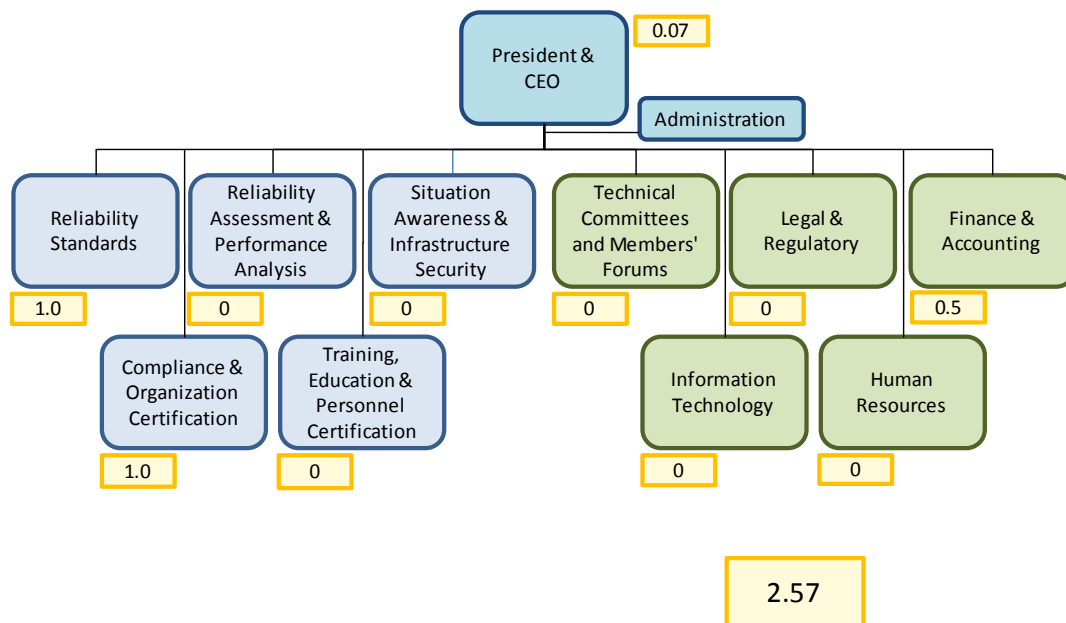 President &
CEO
0.07
Administration
Reliability
Standards
1.0
Reliability
Assessment &
Performance
Analysis
0
Situation
Awareness &
Infrastructure
Security
0
Technical
Committees
and Members'
Forums
0
Legal &
Regulatory
0
Finance &
Accounting
0.5
Compliance &
Organization
Certification
1.0
Training,
Education &
Personnel
Certification
0
Information
Technology
0
Human
Resources
0
2.57